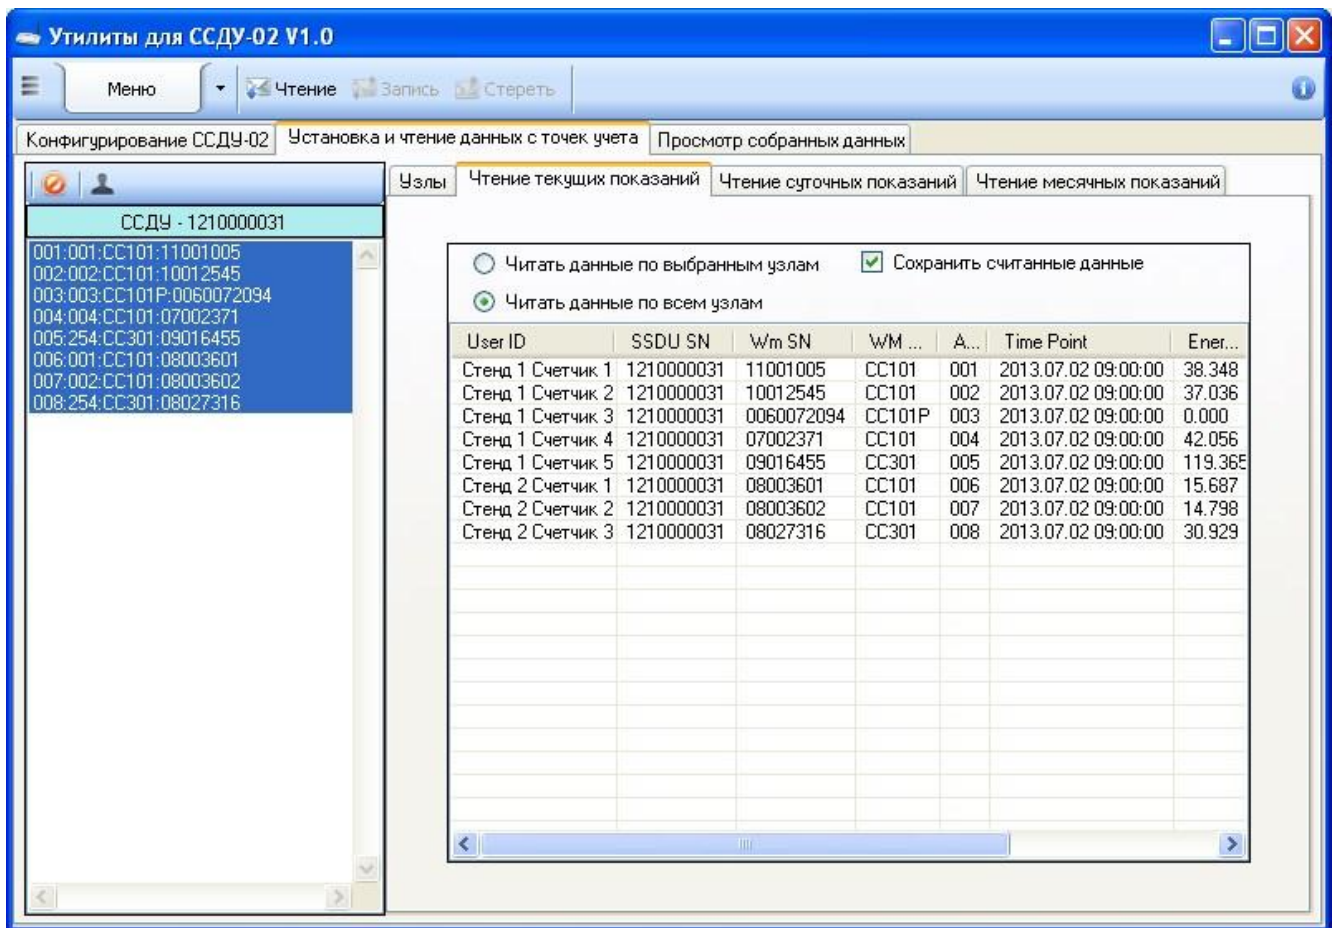 Утилиты для ССДУ-02 V1.0
Меню Чтение Запись Стереть
Конфигурирование ССДУ-02 Установка и чтение данных с точек учета Просмотр собранных данных
Узлы Чтение текущих показаний Чтение суточных показаний Чтение месячных показаний
ССДУ - 1210000031
001:001:CC101:11001005
002:002:CC101:10012545
003:003:CC101P:0060072094
004:004:CC101:07002371
005:254:CC301:09016455
006:001:CC101:08003601
007:002:CC101:08003602
008:254:CC301:08027316
Читать данные по выбранным узлам Сохранить считанные данные
Читать данные по всем узлам
User ID SSDU SN Wm SN WM ... A... Time Point Ener...
Стенд 1 Счетчик 1 1210000031 11001005 CC101 001 2013.07.02 09:00:00 38.348
Стенд 1 Счетчик 2 1210000031 10012545 CC101 002 2013.07.02 09:00:00 37.036
Стенд 1 Счетчик 3 1210000031 0060072094 CC101P 003 2013.07.02 09:00:00 0.000
Стенд 1 Счетчик 4 1210000031 07002371 CC101 004 2013.07.02 09:00:00 42.056
Стенд 1 Счетчик 5 1210000031 09016455 CC301 005 2013.07.02 09:00:00 119.365
Стенд 2 Счетчик 1 1210000031 08003601 CC101 006 2013.07.02 09:00:00 15.687
Стенд 2 Счетчик 2 1210000031 08003602 CC101 007 2013.07.02 09:00:00 14.798
Стенд 2 Счетчик 3 1210000031 08027316 CC301 008 2013.07.02 09:00:00 30.929